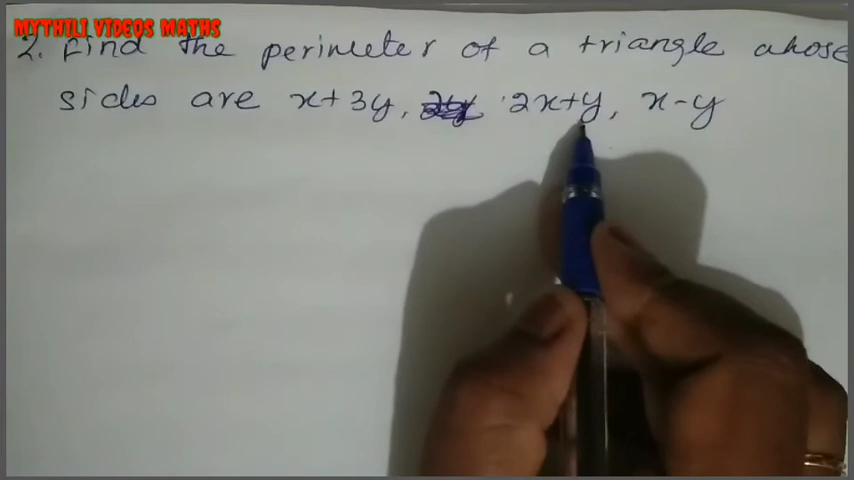 MYTHILI VIDEOS MATHS
2. Find the perimeter of a triangle whose
sides are x+3y, 2x+y, x-y